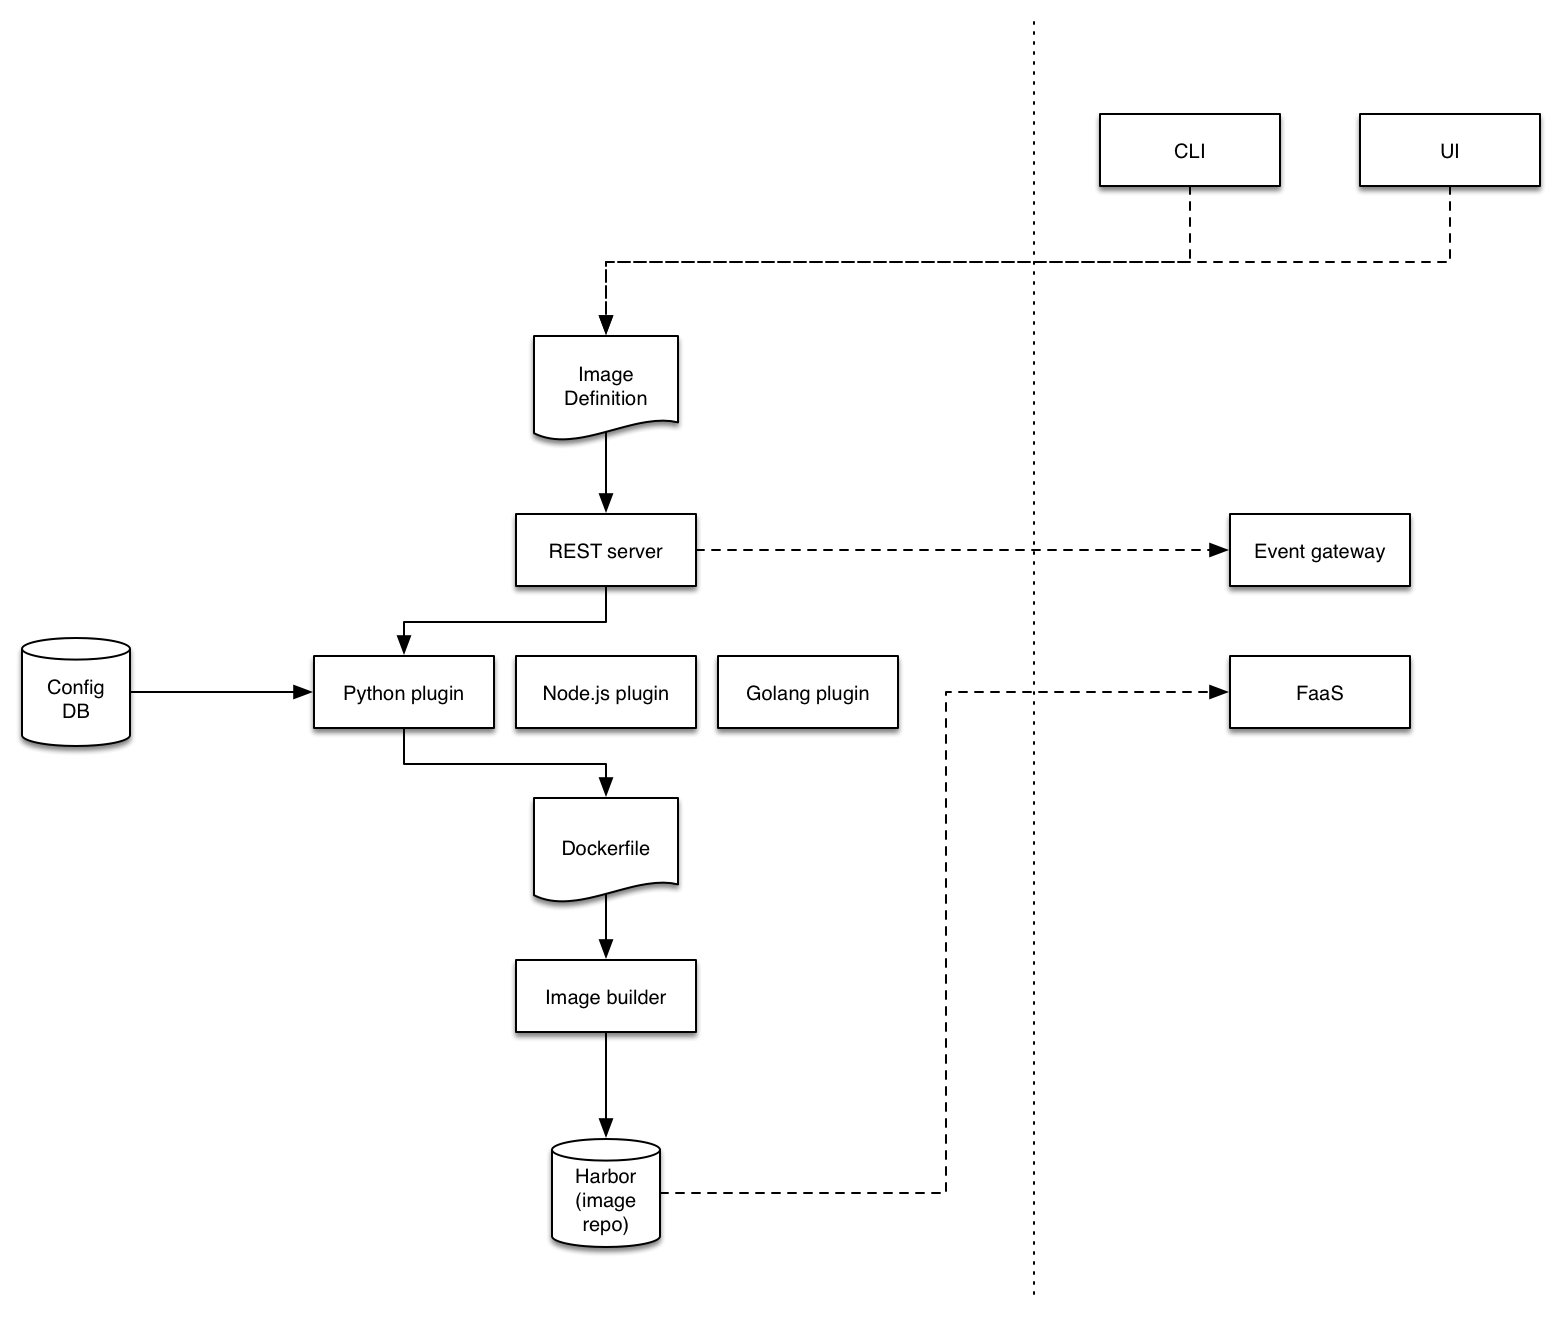 CLI
UI
Image
Definition
REST server
Event gateway
Config
DB
Python plugin
Node.js plugin
Golang plugin
FaaS
Dockerfile
Image builder
Harbor
(image
repo)